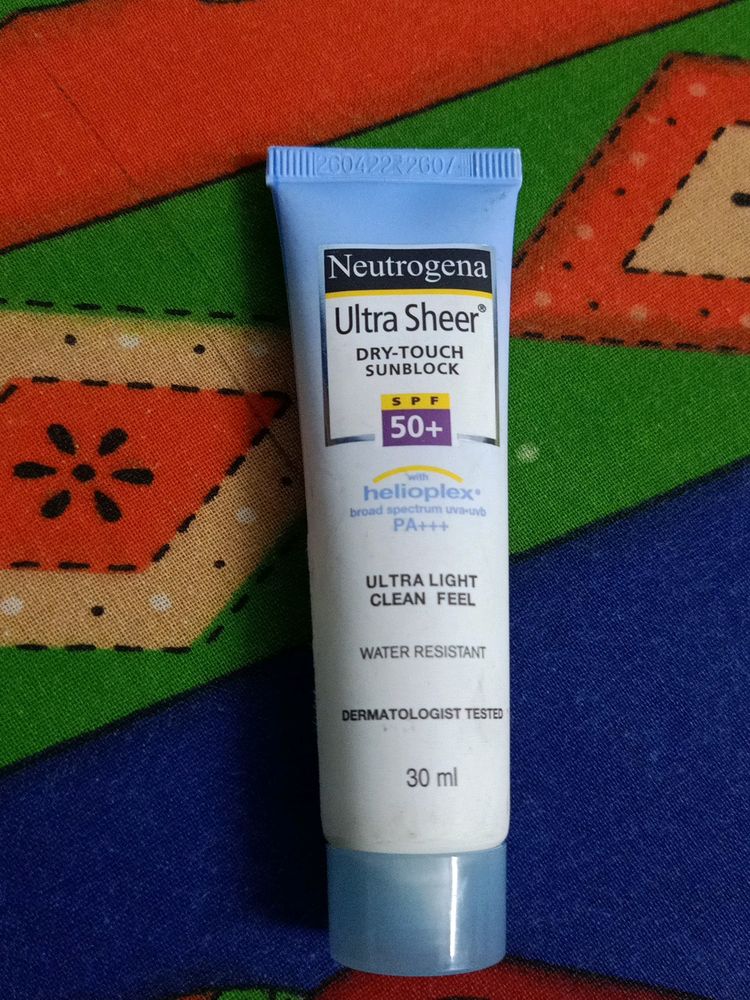 Neutrogena
Ultra Sheer®
DRY-TOUCH
SUNBLOCK
SPF
50+
with
helioplex®
broad spectrum uva•uvb
PA+++
ULTRA LIGHT
CLEAN FEEL
WATER RESISTANT
DERMATOLOGIST TESTED
30 ml